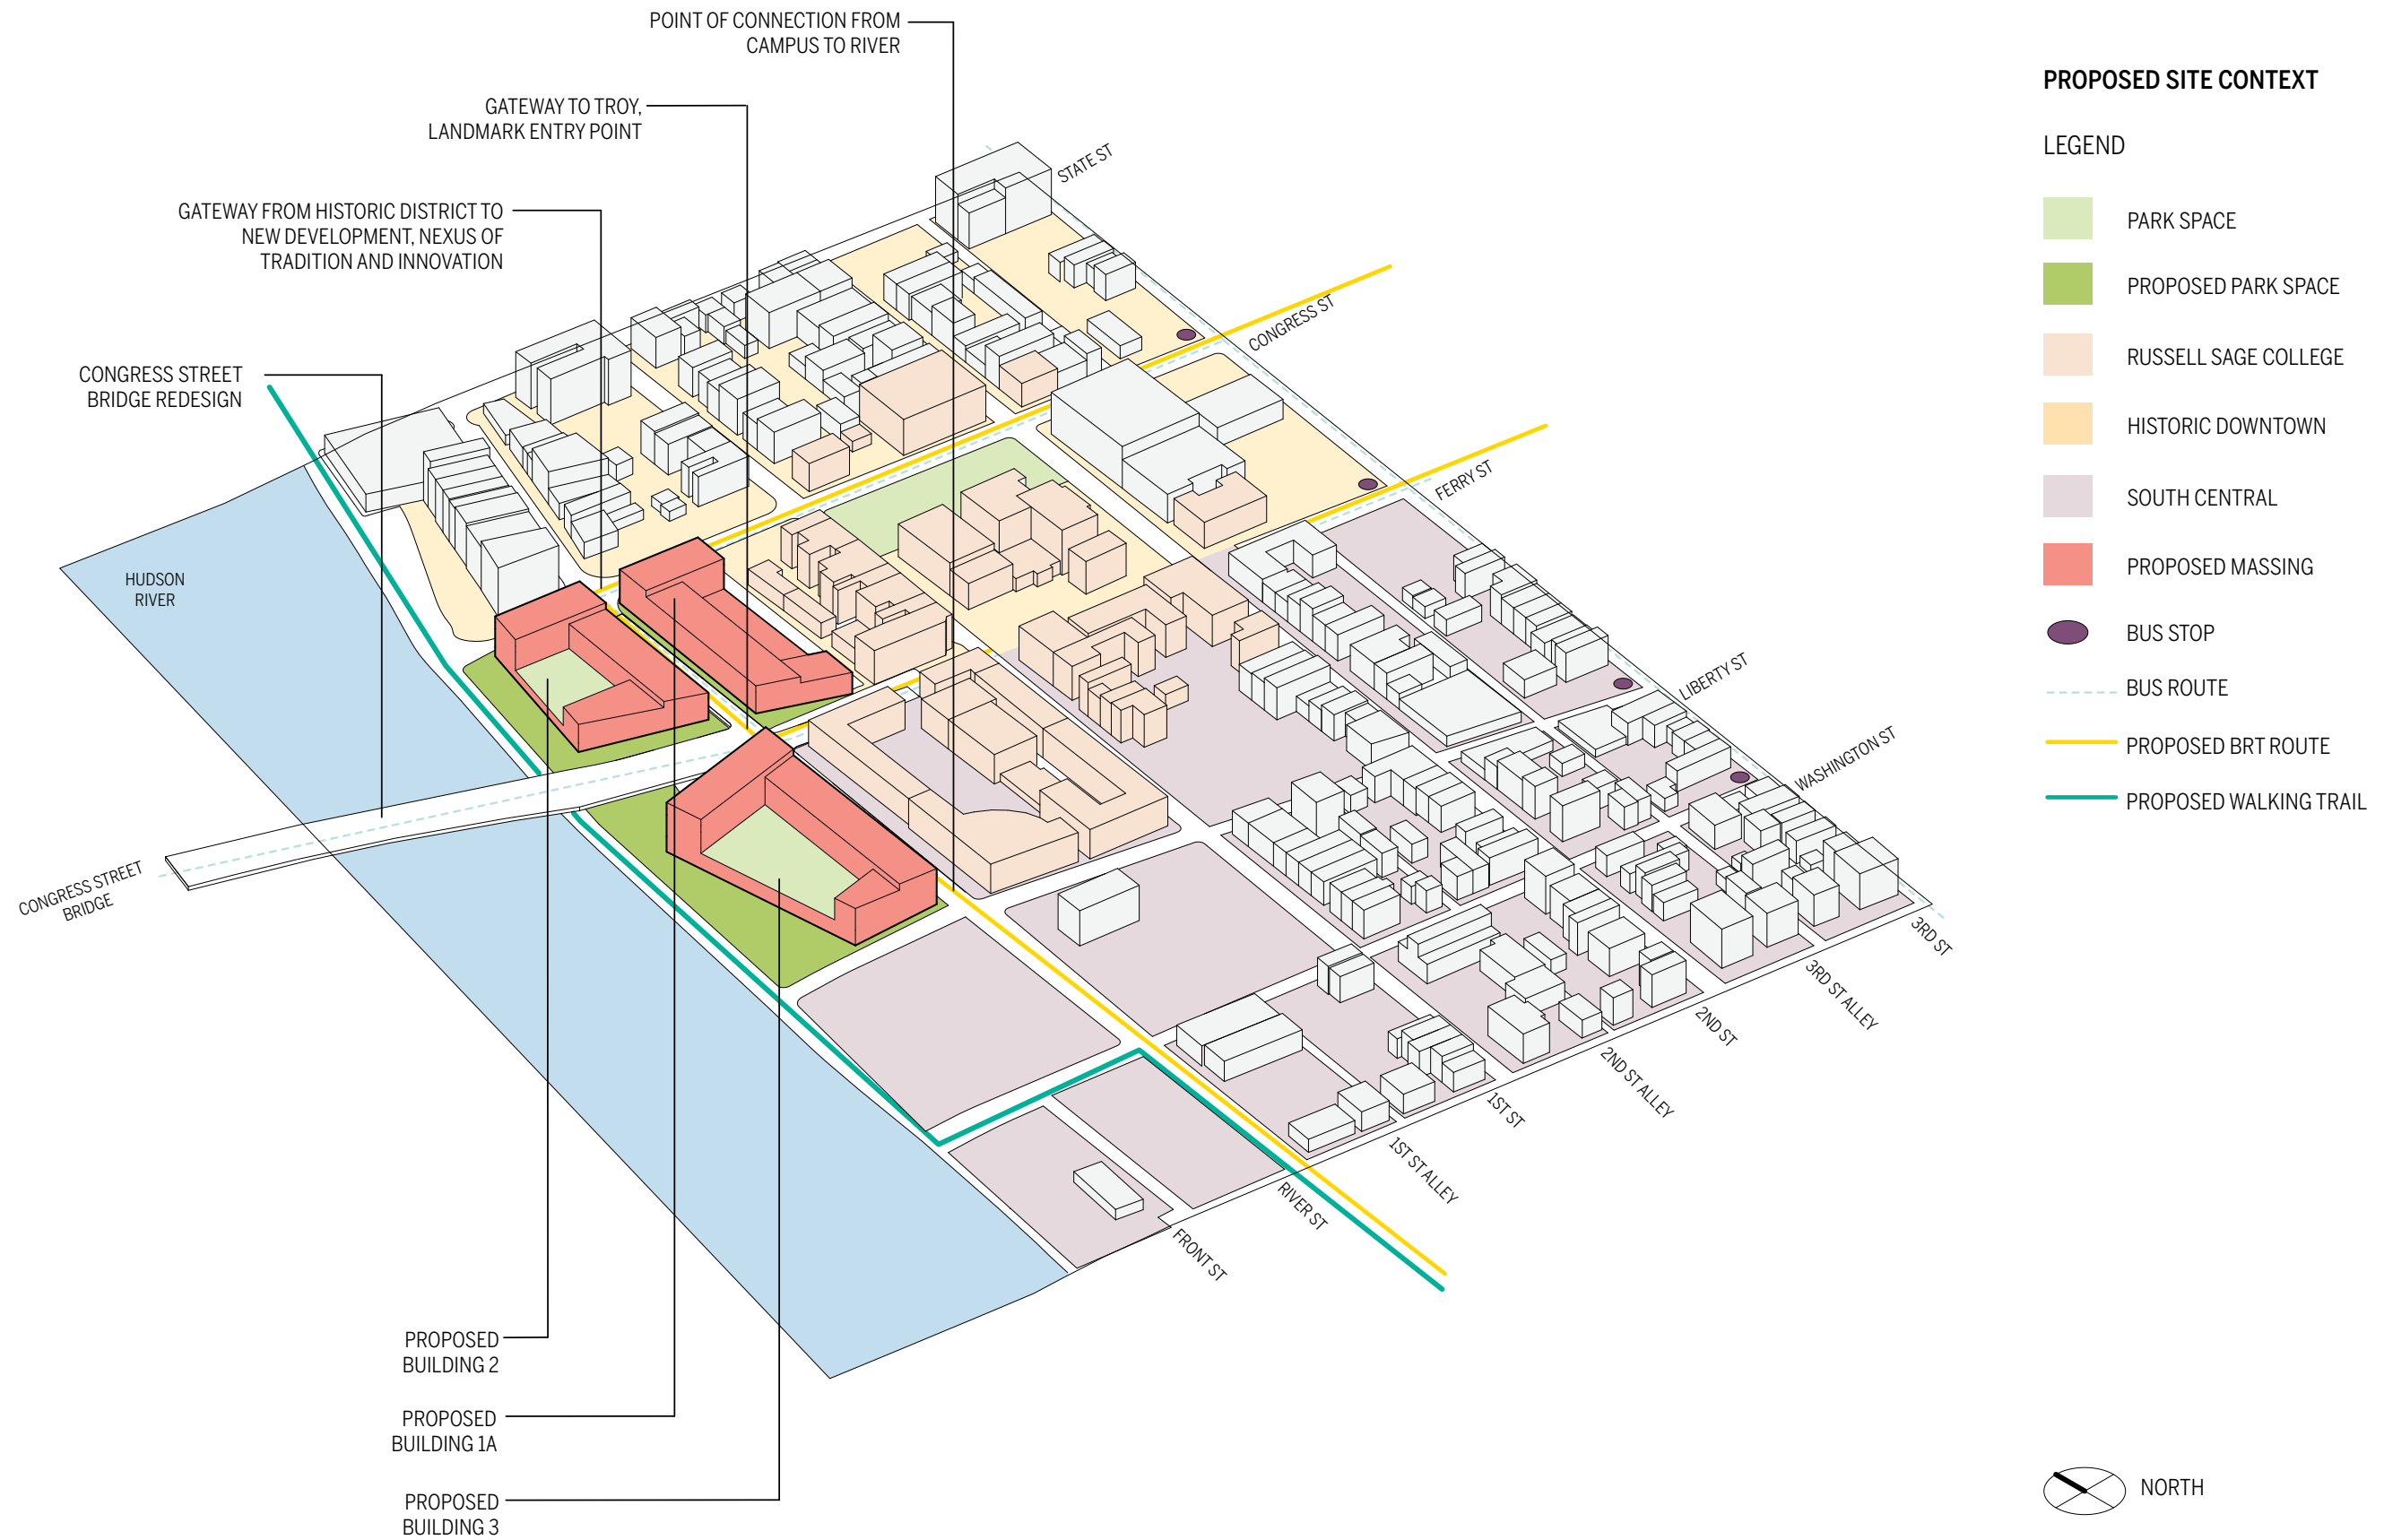 POINT OF CONNECTION FROM
CAMPUS TO RIVER
GATEWAY TO TROY,
LANDMARK ENTRY POINT
GATEWAY FROM HISTORIC DISTRICT TO
NEW DEVELOPMENT, NEXUS OF
TRADITION AND INNOVATION
CONGRESS STREET
BRIDGE REDESIGN
HUDSON
RIVER
CONGRESS STREET
BRIDGE
STATE ST
CONGRESS ST
FERRY ST
LIBERTY ST
WASHINGTON ST
3RD ST
3RD ST ALLEY
2ND ST
2ND ST ALLEY
1ST ST
1ST ST ALLEY
RIVER ST
FRONT ST
PROPOSED
BUILDING 2
PROPOSED
BUILDING 1A
PROPOSED
BUILDING 3
PROPOSED SITE CONTEXT
LEGEND
PARK SPACE
PROPOSED PARK SPACE
RUSSELL SAGE COLLEGE
HISTORIC DOWNTOWN
SOUTH CENTRAL
PROPOSED MASSING
BUS STOP
BUS ROUTE
PROPOSED BRT ROUTE
PROPOSED WALKING TRAIL
NORTH